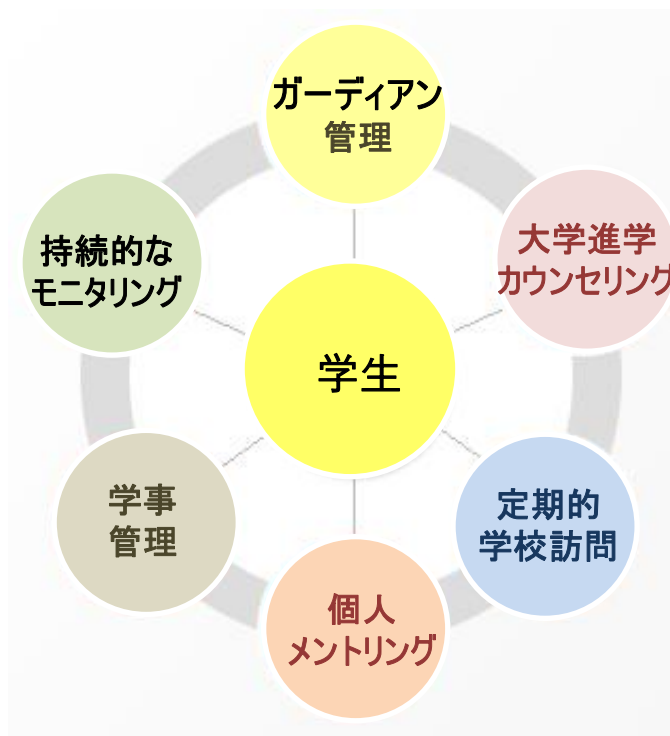 ガーディアン
管理
大学進学
カウンセリング
持続的な
モニタリング
学生
学事
管理
定期的
学校訪問
個人
メントリング